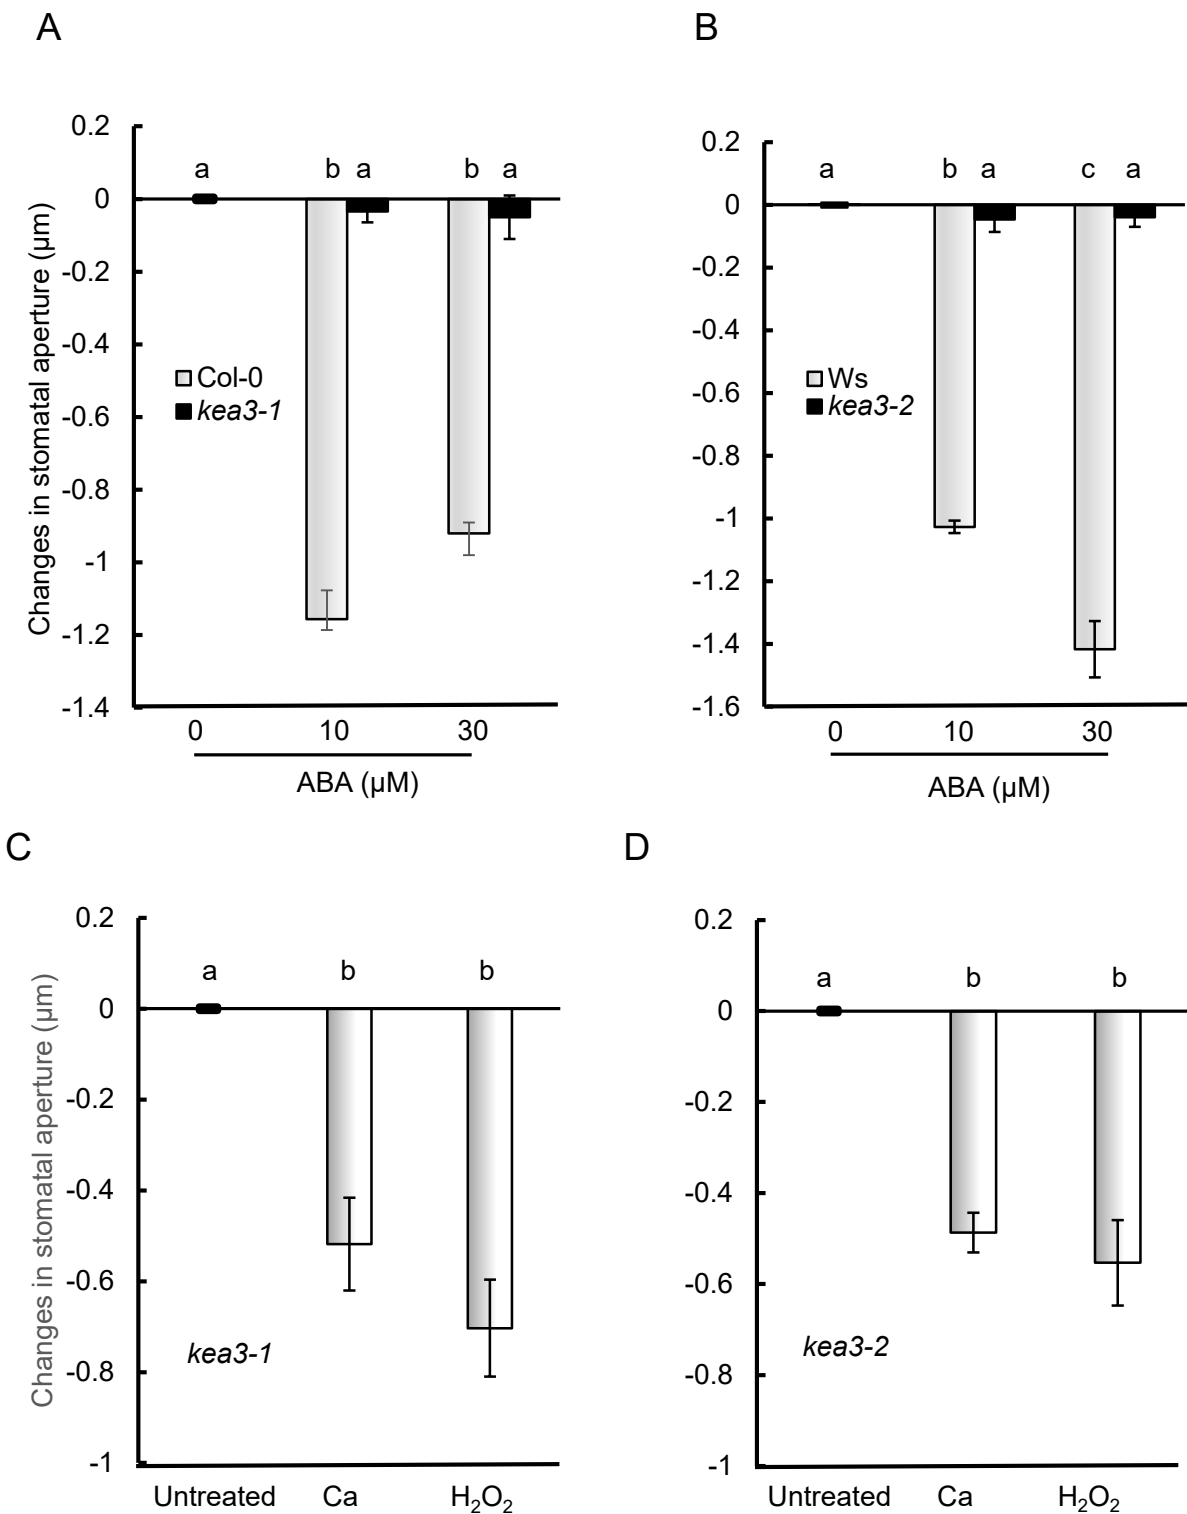 A
B
Changes in stomatal aperture (µm)
0.2
0
-0.2
-0.4
-0.6
-0.8
-1
-1.2
-1.4
a
b a
b a
Col-0
kea3-1
0 10 30
ABA (µM)
0.2
0
-0.2
-0.4
-0.6
-0.8
-1
-1.2
-1.4
-1.6
a
b a
c a
Ws
kea3-2
0 10 30
ABA (µM)
C
D
Changes in stomatal aperture (µm)
0.2
0
-0.2
-0.4
-0.6
-0.8
-1
a b b
kea3-1
Untreated Ca H₂O₂
0.2
0
-0.2
-0.4
-0.6
-0.8
-1
a b b
kea3-2
Untreated Ca H₂O₂